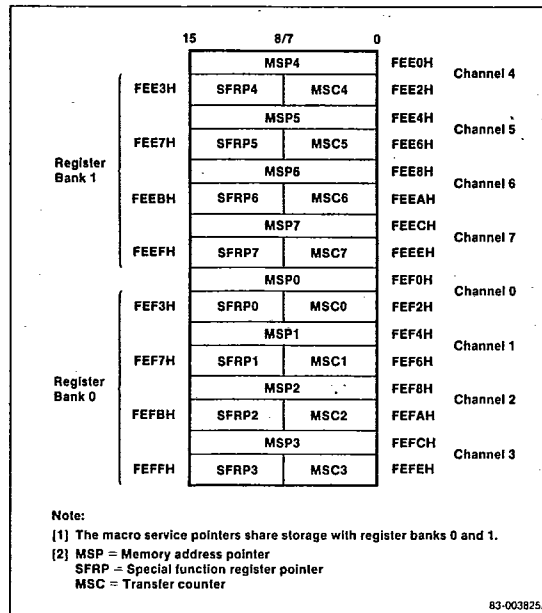 15 8/7 0
MSP4 FEE0H
Channel 4
FEE3H SFRP4 MSC4 FEE2H
MSP5 FEE4H
Channel 5
FEE7H SFRP5 MSC5 FEE6H
Register
Bank 1
MSP6 FEE8H
Channel 6
FEEBH SFRP6 MSC6 FEEAH
MSP7 FEECH
Channel 7
FEEFH SFRP7 MSC7 FEEEH
MSP0 FEF0H
Channel 0
FEF3H SFRP0 MSC0 FEF2H
MSP1 FEF4H
Channel 1
FEF7H SFRP1 MSC1 FEF6H
Register
Bank 0
MSP2 FEF8H
Channel 2
FEFBH SFRP2 MSC2 FEFAH
MSP3 FEFCH
Channel 3
FEFFH SFRP3 MSC3 FEFEH
Note:
[1] The macro service pointers share storage with register banks 0 and 1.
[2] MSP = Memory address pointer
SFRP = Special function register pointer
MSC = Transfer counter
83-003825